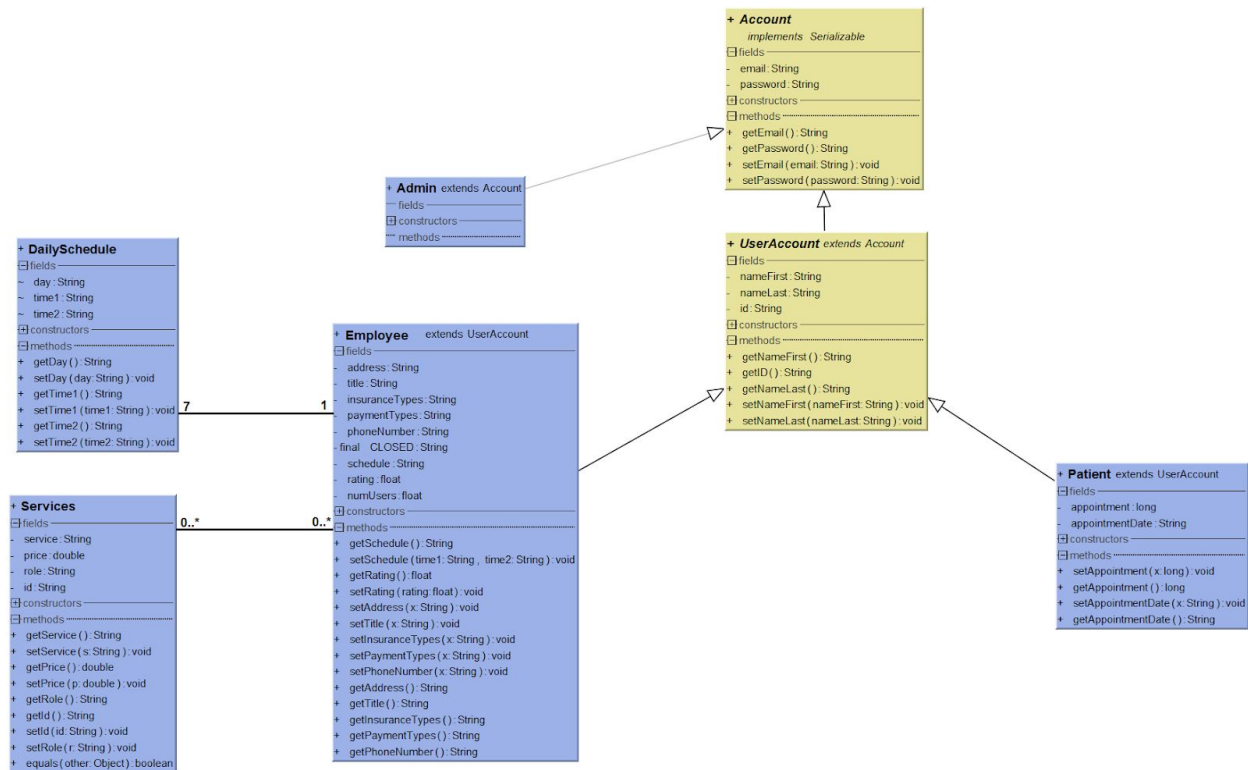 + Account
implements Serializable
fields
- email: String
- password: String
constructors
methods
+ getEmail ( ): String
+ getPassword ( ): String
+ setEmail (email: String ): void
+ setPassword ( password: String ): void
+ Admin extends Account
fields
constructors
methods
+ UserAccount extends Account
fields
- nameFirst: String
- nameLast: String
- id: String
constructors
methods
+ getNameFirst ( ): String
+ getID ( ): String
+ getNameLast ( ): String
+ setNameFirst ( nameFirst: String ): void
+ setNameLast ( nameLast: String ): void
+ DailySchedule
fields
~ day: String
~ time1: String
~ time2: String
constructors
methods
+ getDay ( ): String
+ setDay (day: String ): void
+ getTime1 ( ): String
+ setTime1 (time1: String ): void
+ getTime2 ( ): String
+ setTime2 (time2: String ): void
7
1
+ Employee extends UserAccount
fields
- address: String
- title: String
- insuranceTypes: String
- paymentTypes: String
- phoneNumber: String
- final CLOSED: String
- schedule: String
- rating: float
- numUsers: float
constructors
methods
+ getSchedule ( ): String
+ setSchedule (time1: String , time2: String ): void
+ getRating ( ): float
+ setRating (rating: float ): void
+ setAddress (x: String ): void
+ setTitle (x: String ): void
+ setInsuranceTypes (x: String ): void
+ setPaymentTypes (x: String ): void
+ setPhoneNumber (x: String ): void
+ getAddress ( ): String
+ getTitle ( ): String
+ getInsuranceTypes ( ): String
+ getPaymentTypes ( ): String
+ getPhoneNumber ( ): String
+ Services
fields
- service: String
- price: double
- role: String
- id: String
constructors
methods
+ getService ( ): String
+ setService (s: String ): void
+ getPrice ( ): double
+ setPrice (p: double ): void
+ getRole ( ): String
+ getId ( ): String
+ setId (id: String ): void
+ setRole (r: String ): void
+ equals (other: Object ): boolean
0..*
0..*
+ Patient extends UserAccount
fields
- appointment: long
- appointmentDate: String
constructors
methods
+ setAppointment (x: long ): void
+ getAppointment ( ): long
+ setAppointmentDate (x: String ): void
+ getAppointmentDate ( ): String